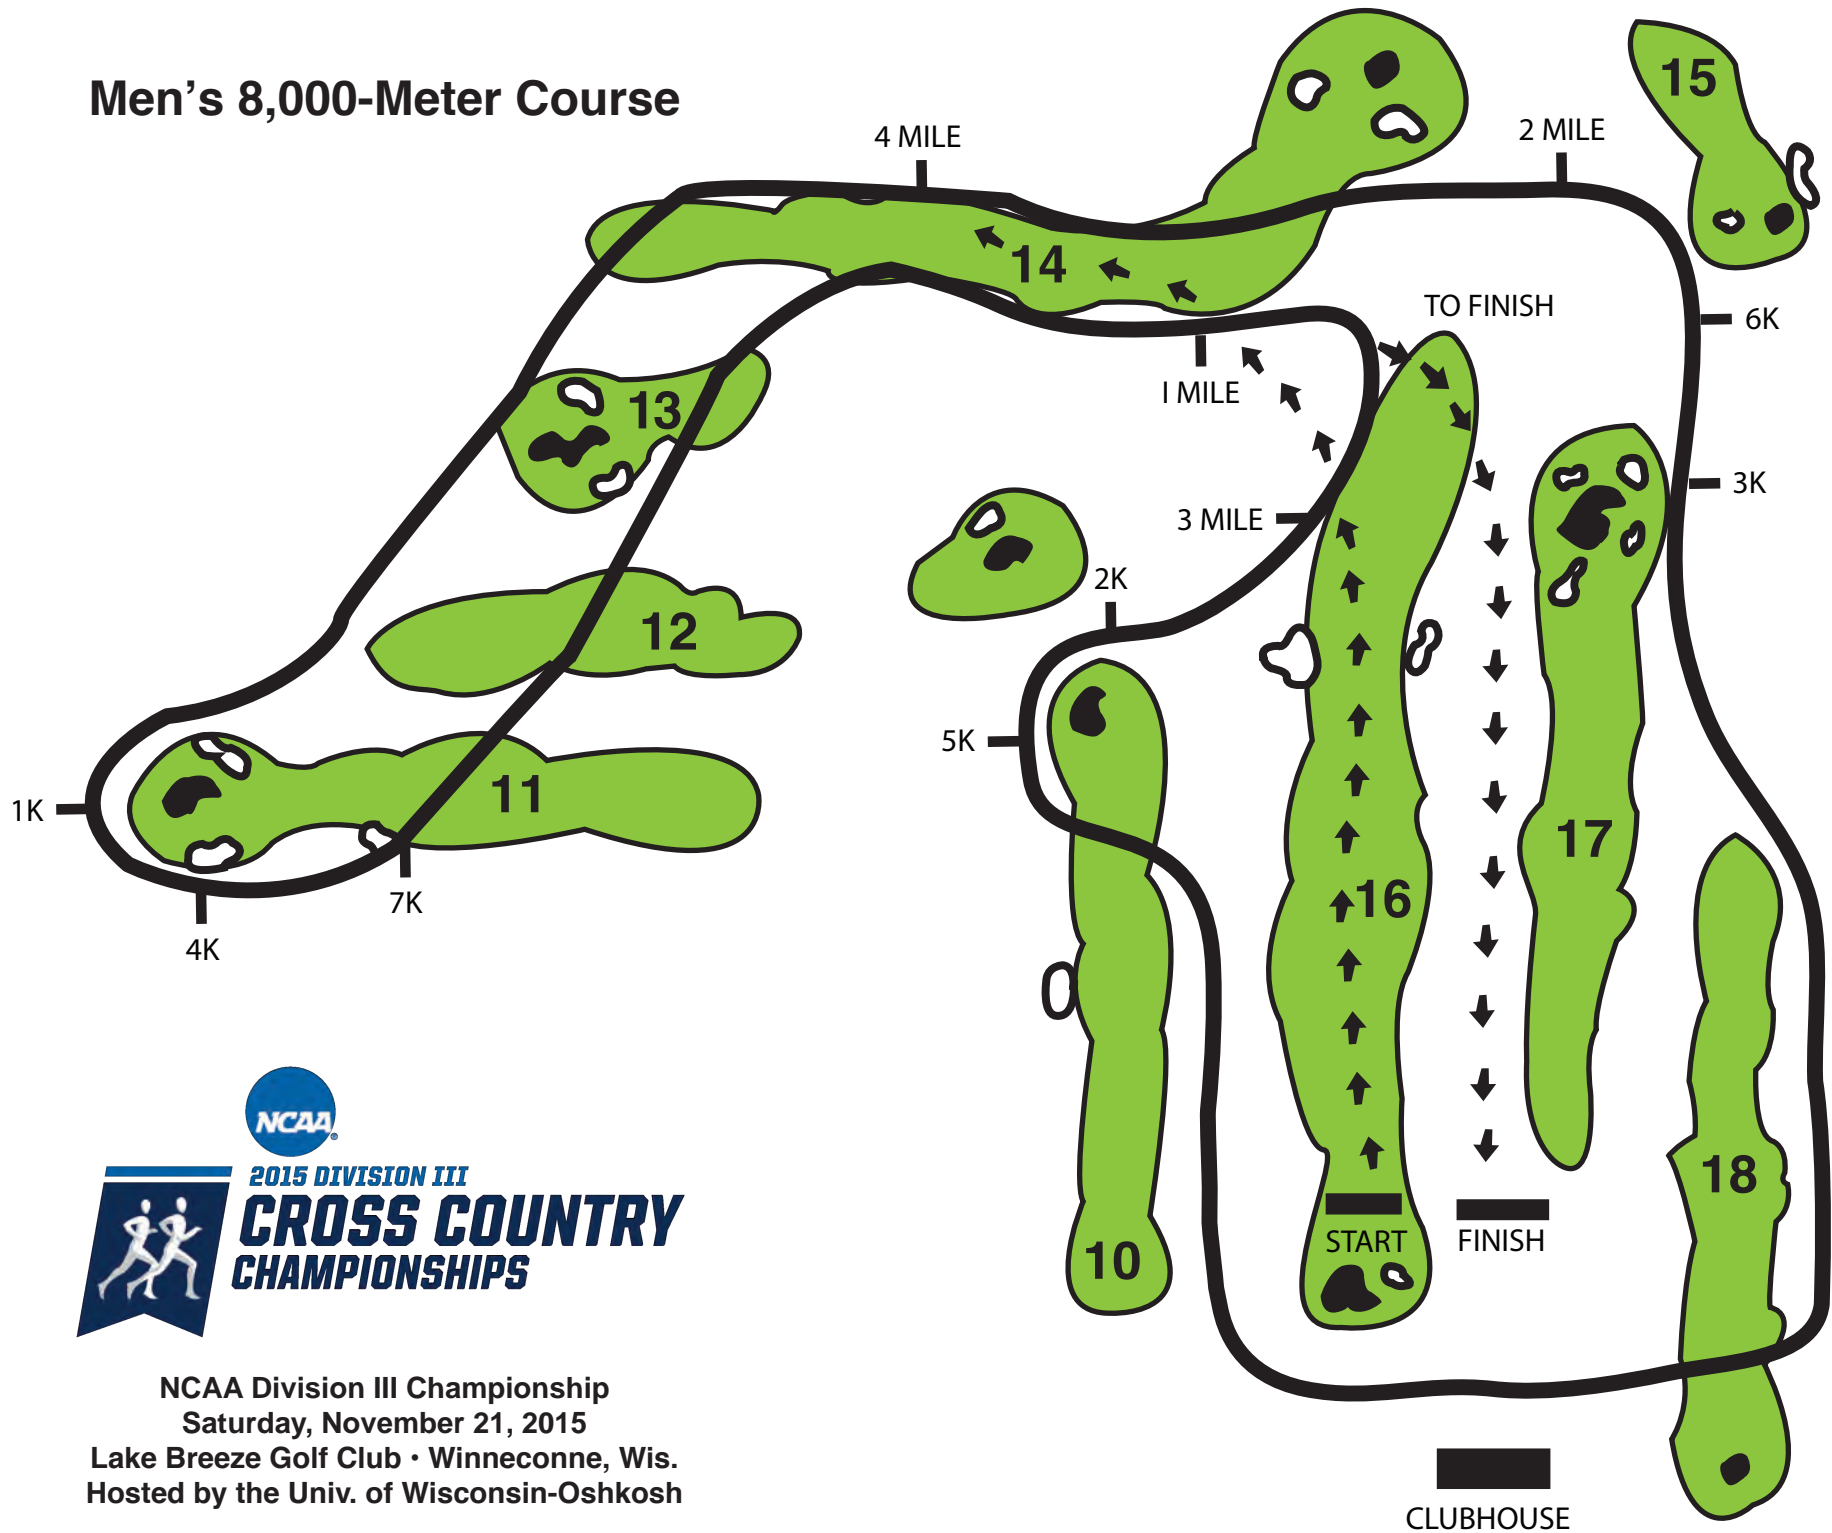 Men's 8,000-Meter Course
4 MILE
2 MILE
15
14
TO FINISH
6K
1 MILE
13
3K
3 MILE
2K
12
5K
11
1K
17
16
7K
4K
NCAA
2015 DIVISION III
CROSS COUNTRY
CHAMPIONSHIPS
18
10
START
FINISH
NCAA Division III Championship
Saturday, November 21, 2015
Lake Breeze Golf Club • Winneconne, Wis.
Hosted by the Univ. of Wisconsin-Oshkosh
CLUBHOUSE